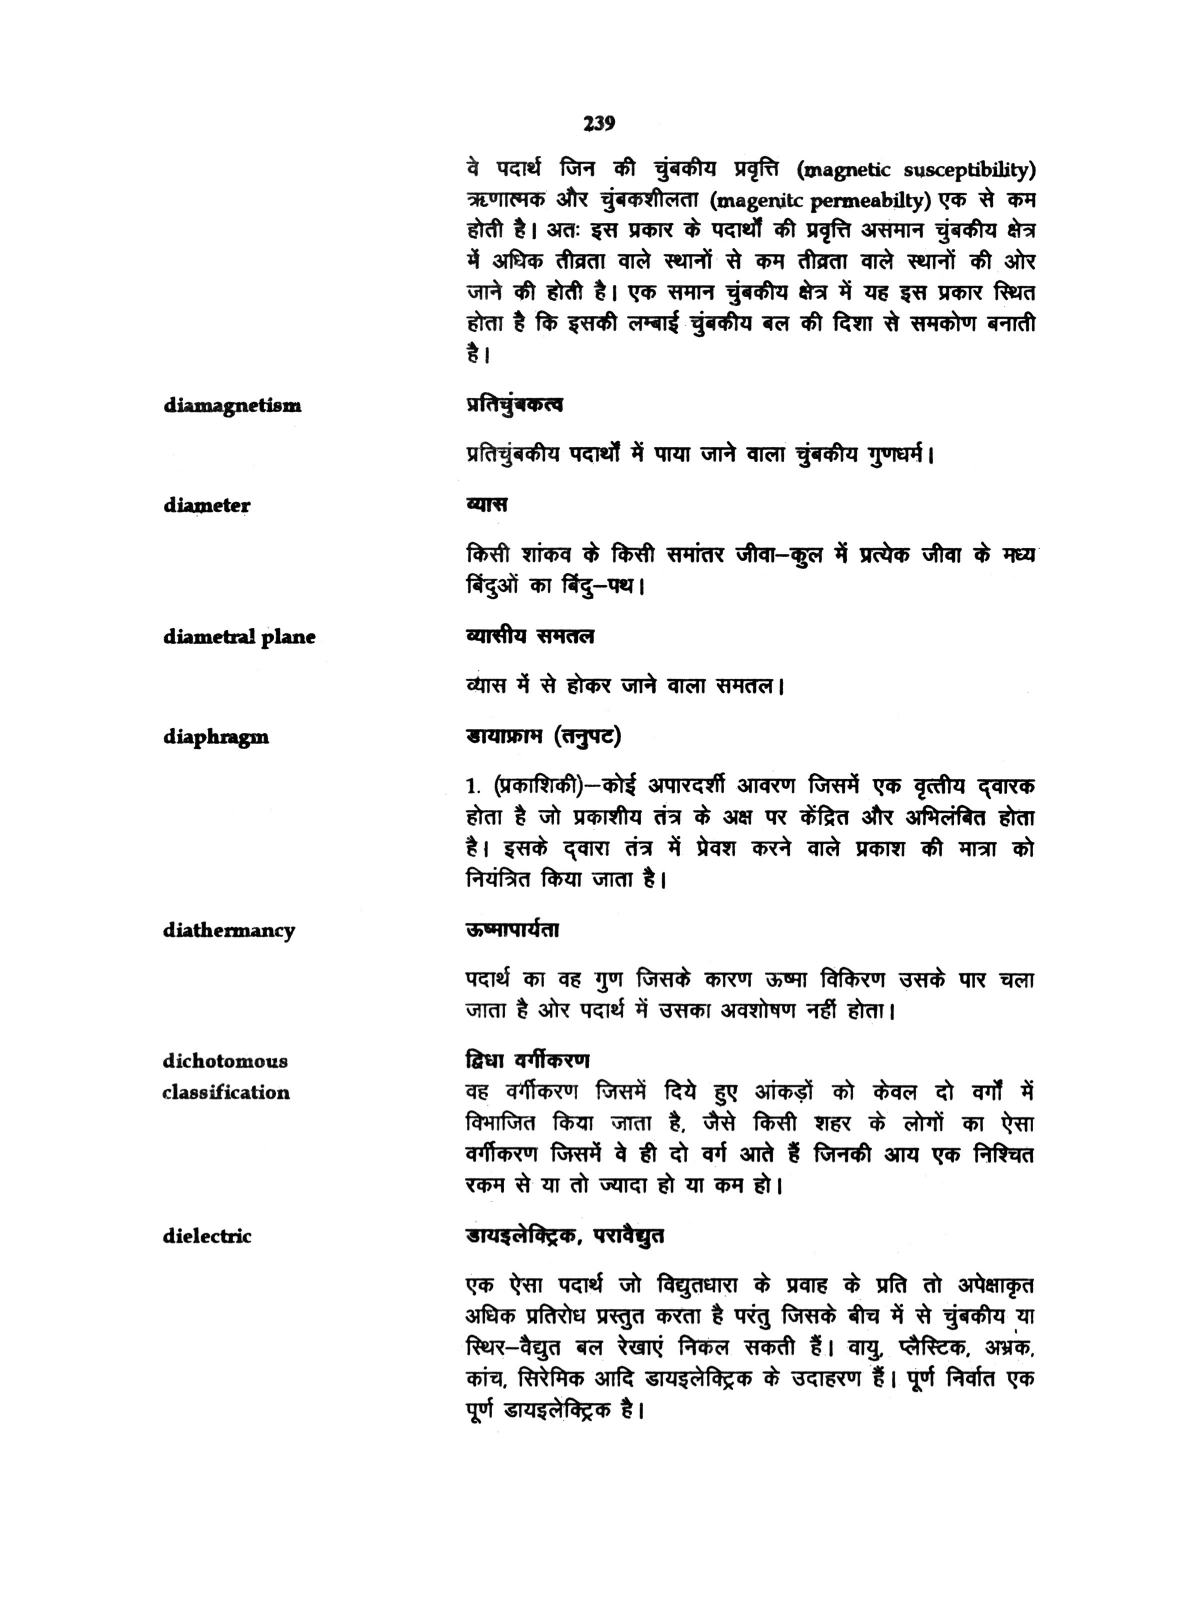 239
वे पदार्थ जिन की चुंबकीय प्रवृत्ति (magnetic susceptibility)
ऋणात्मक और चुंबकशीलता (magenitc permeabilty) एक से कम
होती है। अतः इस प्रकार के पदार्थों की प्रवृत्ति असमान चुंबकीय क्षेत्र
में अधिक तीव्रता वाले स्थानों से कम तीव्रता वाले स्थानों की ओर
जाने की होती है। एक समान चुंबकीय क्षेत्र में यह इस प्रकार स्थित
होता है कि इसकी लम्बाई चुंबकीय बल की दिशा से समकोण बनाती
है।
diamagnetism प्रतिचुंबकत्व
प्रतिचुंबकीय पदार्थों में पाया जाने वाला चुंबकीय गुणधर्म।
diameter व्यास
किसी शांकव के किसी समांतर जीवा–कुल में प्रत्येक जीवा के मध्य
बिंदुओं का बिंदु–पथ।
diametral plane व्यासीय समतल
व्यास में से होकर जाने वाला समतल।
diaphragm डायाफ्राम (तनुपट)
1. (प्रकाशिकी)–कोई अपारदर्शी आवरण जिसमें एक वृत्तीय द्वारक
होता है जो प्रकाशीय तंत्र के अक्ष पर केंद्रित और अभिलंबित होता
है। इसके द्वारा तंत्र में प्रेवश करने वाले प्रकाश की मात्रा को
नियंत्रित किया जाता है।
diathermancy ऊष्मापार्यता
पदार्थ का वह गुण जिसके कारण ऊष्मा विकिरण उसके पार चला
जाता है ओर पदार्थ में उसका अवशोषण नहीं होता।
dichotomous द्विधा वर्गीकरण
classification वह वर्गीकरण जिसमें दिये हुए आंकड़ों को केवल दो वर्गों में
विभाजित किया जाता है, जैसे किसी शहर के लोगों का ऐसा
वर्गीकरण जिसमें वे ही दो वर्ग आते हैं जिनकी आय एक निश्चित
रकम से या तो ज्यादा हो या कम हो।
dielectric डायइलेक्ट्रिक, परावैद्युत
एक ऐसा पदार्थ जो विद्युतधारा के प्रवाह के प्रति तो अपेक्षाकृत
अधिक प्रतिरोध प्रस्तुत करता है परंतु जिसके बीच में से चुंबकीय या
स्थिर–वैद्युत बल रेखाएं निकल सकती हैं। वायु, प्लैस्टिक, अभ्रक,
कांच, सिरेमिक आदि डायइलेक्ट्रिक के उदाहरण हैं। पूर्ण निर्वात एक
पूर्ण डायइलेक्ट्रिक है।